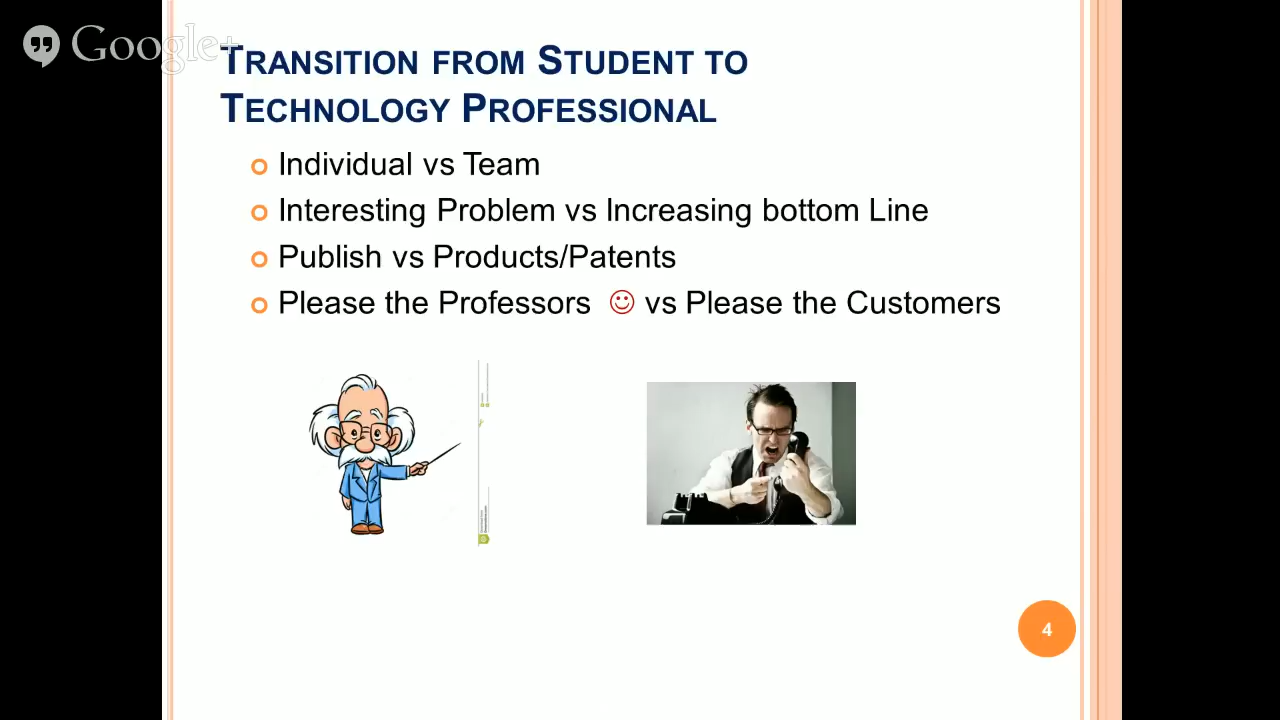 Google+
Transition from Student to
Technology Professional
Individual vs Team
Interesting Problem vs Increasing bottom Line
Publish vs Products/Patents
Please the Professors ☺ vs Please the Customers
4